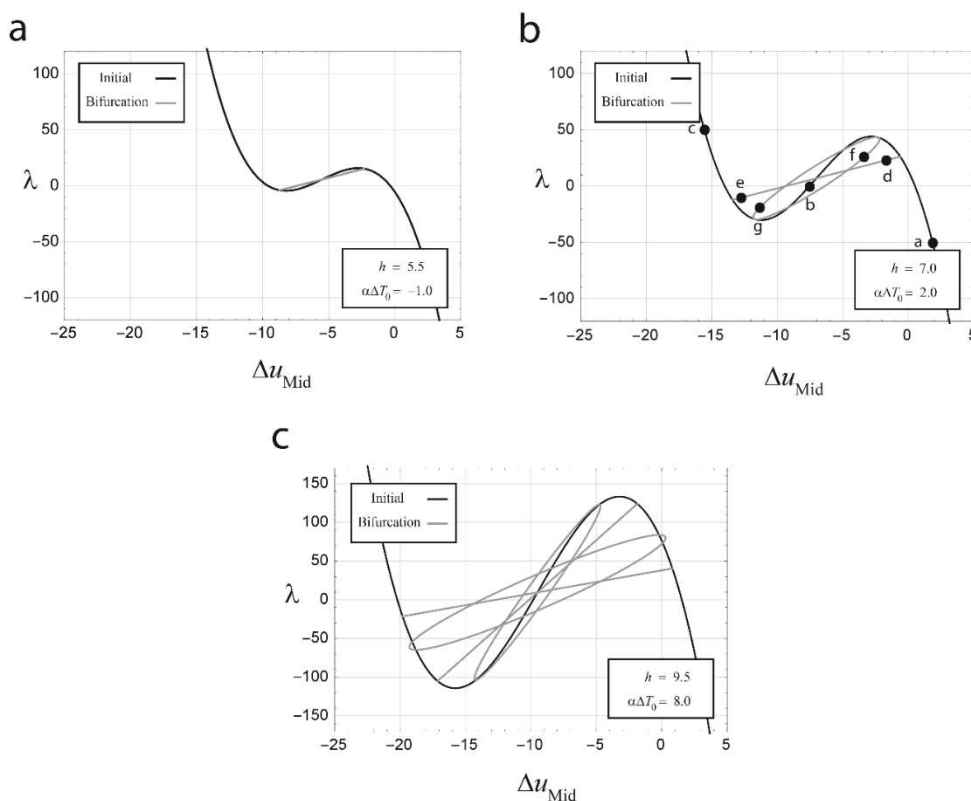 a
100
50
0
−50
−100
λ
Initial
Bifurcation
h = 5.5
αΔT0 = −1.0
−25 −20 −15 −10 −5 0 5
ΔuMid
b
100
50
0
−50
−100
λ
Initial
Bifurcation
c
f
d
e
b
g
a
h = 7.0
αΛT0 = 2.0
−25 −20 −15 −10 −5 0 5
ΔuMid
c
150
100
50
0
−50
−100
−150
λ
Initial
Bifurcation
h = 9.5
αΔT0 = 8.0
−25 −20 −15 −10 −5 0 5
ΔuMid